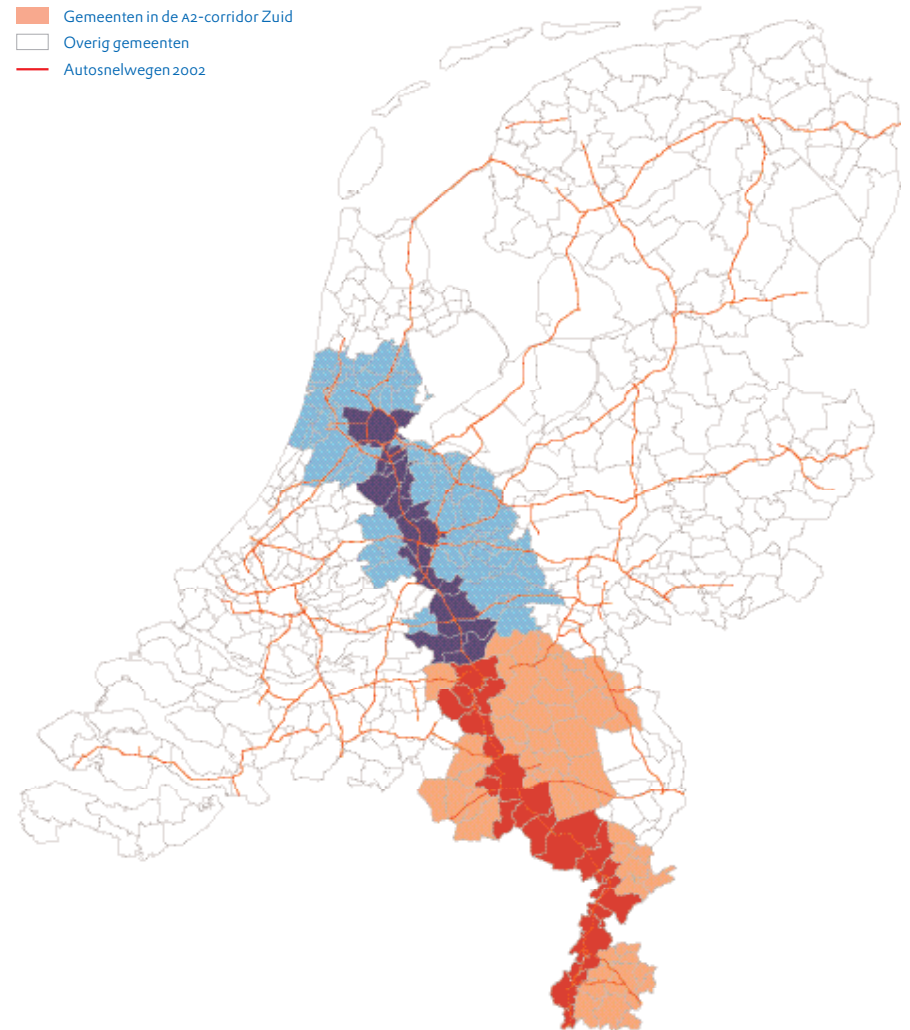 Gemeenten in de A2-corridor Zuid
Overig gemeenten
Autosnelwegen 2002